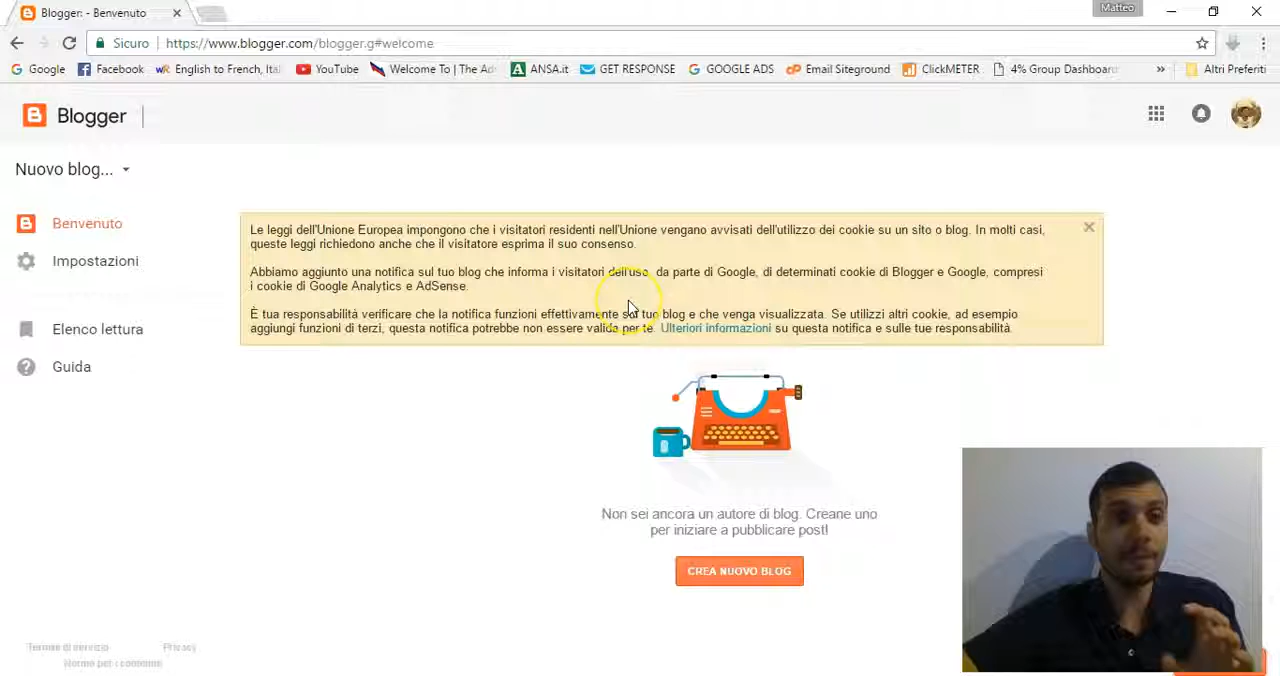 Blogger: - Benvenuto
Matteo
Sicuro
https://www.blogger.com/blogger.g#welcome
Google
Facebook
English to French, Ital
YouTube
Welcome To | The Ad
ANSA.it
GET RESPONSE
GOOGLE ADS
Email Siteground
ClickMETER
4% Group Dashboard
»
Altri Preferiti
Blogger
Nuovo blog...
Benvenuto
Impostazioni
Elenco lettura
Guida
Le leggi dell'Unione Europea impongono che i visitatori residenti nell'Unione vengano avvisati dell'utilizzo dei cookie su un sito o blog. In molti casi,
queste leggi richiedono anche che il visitatore esprima il suo consenso.
Abbiamo aggiunto una notifica sul tuo blog che informa i visitatori dell'uso, da parte di Google, di determinati cookie di Blogger e Google, compresi
i cookie di Google Analytics e AdSense.
È tua responsabilità verificare che la notifica funzioni effettivamente sul tuo blog e che venga visualizzata. Se utilizzi altri cookie, ad esempio
aggiungi funzioni di terzi, questa notifica potrebbe non essere valida per te. Ulteriori informazioni su questa notifica e sulle tue responsabilità.
Non sei ancora un autore di blog. Creane uno
per iniziare a pubblicare post!
CREA NUOVO BLOG
Termini di servizio
Privacy
Norme per i contenuti